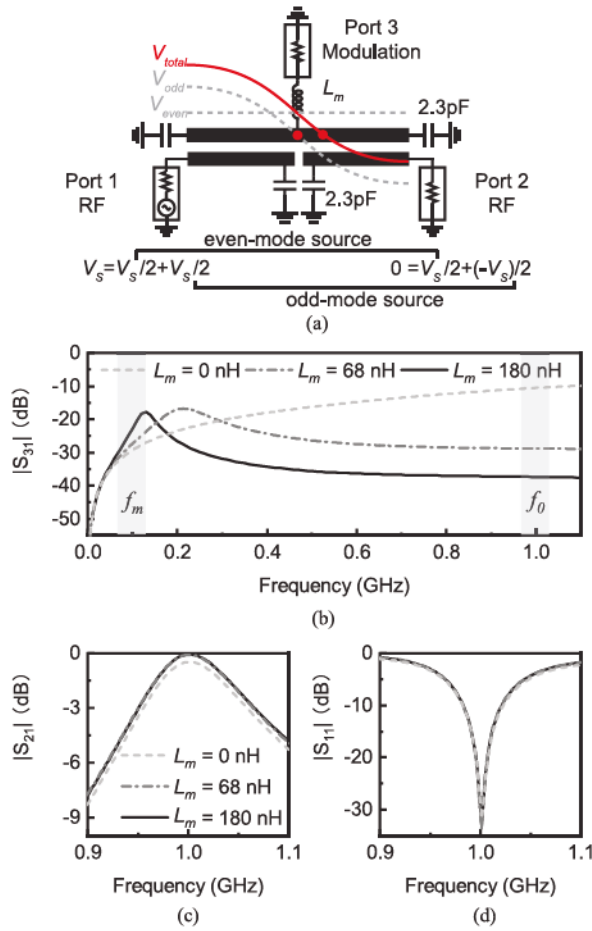 Port 3
Modulation
V_total
V_odd
V_even
L_m
2.3pF
Port 1
RF
2.3pF
Port 2
RF
even-mode source
V_s=V_s/2+V_s/2
0 =V_s/2+(-V_s)/2
odd-mode source
(a)
|S31| (dB)
0
-10
-20
-30
-40
-50
L_m = 0 nH
L_m = 68 nH
L_m = 180 nH
f_m
f_0
0.0
0.2
0.4
0.6
0.8
1.0
Frequency (GHz)
(b)
|S21| (dB)
0
-3
-6
-9
L_m = 0 nH
L_m = 68 nH
L_m = 180 nH
0.9
1.0
1.1
Frequency (GHz)
(c)
|S11| (dB)
0
-10
-20
-30
0.9
1.0
1.1
Frequency (GHz)
(d)